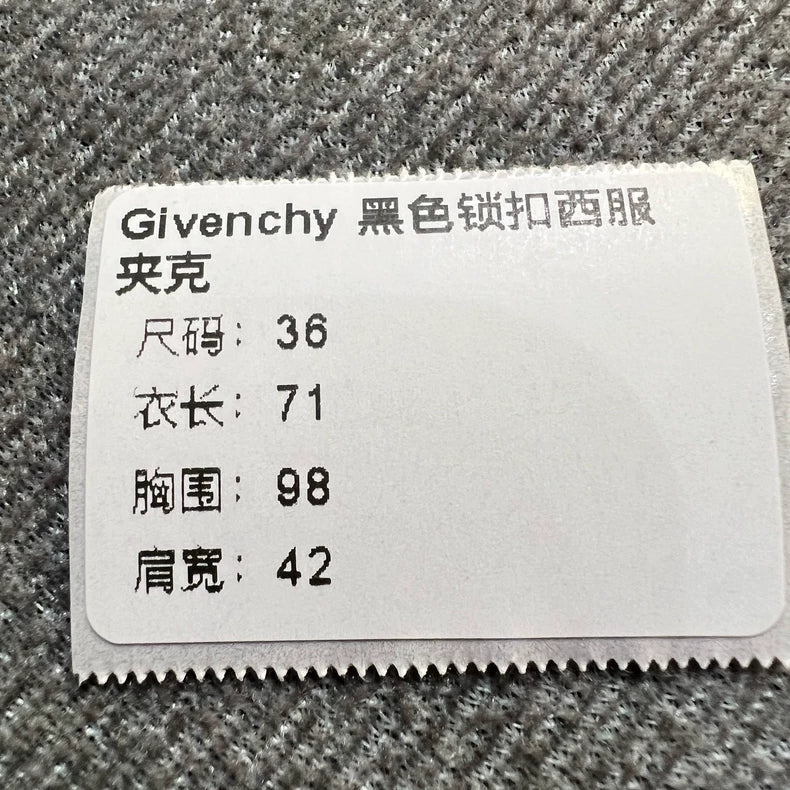 Givenchy 黑色锁扣西服
夹克
尺码：36
衣长：71
胸围：98
肩宽：42